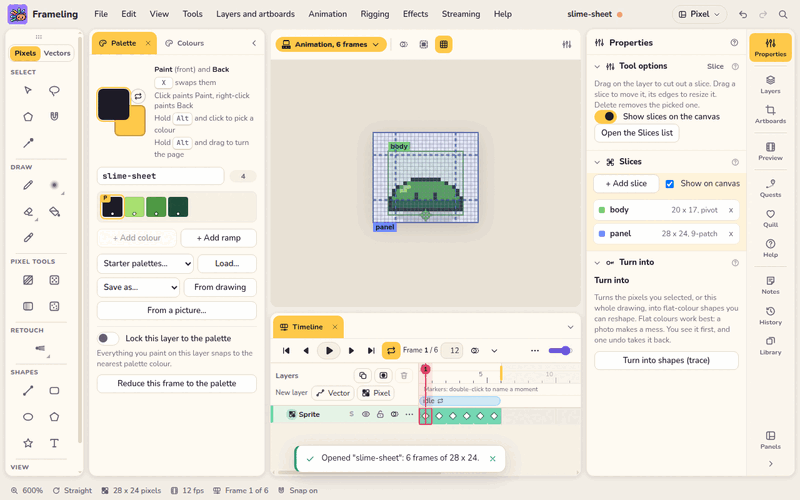 Frameling
File
Edit
View
Tools
Layers and artboards
Animation
Rigging
Effects
Streaming
Help
slime-sheet
Pixel
Pixels
Vectors
SELECT
DRAW
PIXEL TOOLS
RETOUCH
SHAPES
VIEW
Palette
x
Colours
Paint (front) and Back
X swaps them
Click paints Paint, right-click
paints Back
Hold Alt and click to pick a
colour
Hold Alt and drag to turn
the page
slime-sheet
4
P
+ Add colour
+ Add ramp
Starter palettes...
Load...
Save as...
From drawing
From a picture...
Lock this layer to the palette
Everything you paint on this layer snaps to the
nearest palette colour.
Reduce this frame to the palette
Animation, 6 frames
body
panel
Timeline
x
Frame 1 / 6
12
Layers
New layer
Vector
Pixel
1
5
10
Markers: double-click to name a moment
idle
Sprite
S
Opened "slime-sheet": 6 frames of 28 x 24.
Properties
Tool options
Slice
Drag on the layer to cut out a slice. Drag a
slice to move it, its edges to resize it.
Delete removes the picked one.
Show slices on the canvas
Open the Slices list
Slices
+ Add slice
Show on canvas
body
20 x 17, pivot
x
panel
28 x 24, 9-patch
x
Turn into
Turn into
Turns the pixels you selected, or this
whole drawing, into flat-colour shapes you
can reshape. Flat colours work best: a
photo makes a mess. You see it first, and
one undo takes it back.
Turn into shapes (trace)
Properties
Layers
Artboards
Preview
Quests
Quill
Help
Notes
History
Library
Panels
600%
Straight
28 x 24 pixels
12 fps
Frame 1 of 6
Snap on